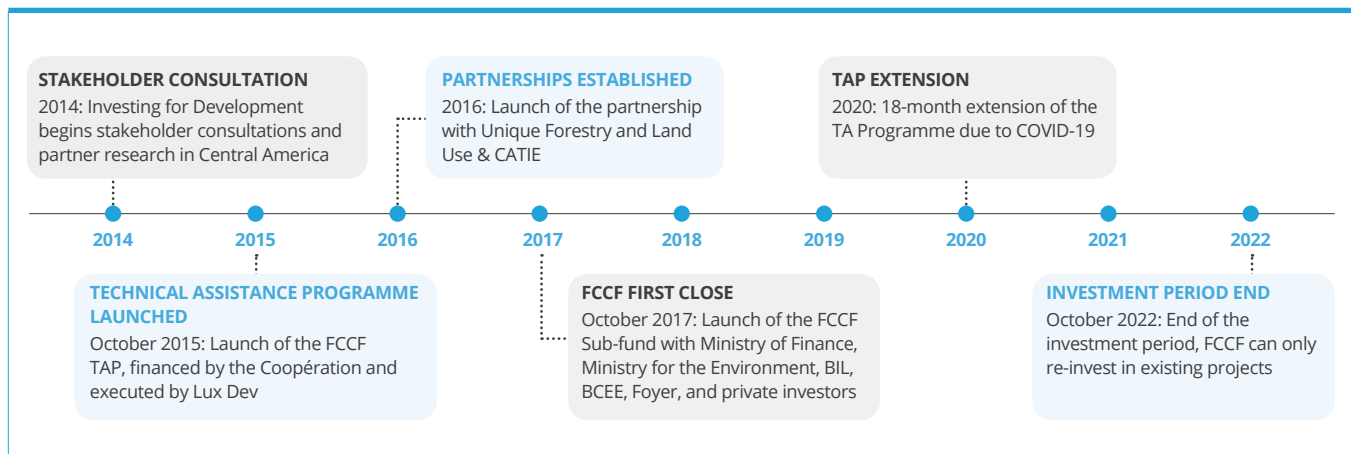 STAKEHOLDER CONSULTATION
2014: Investing for Development
begins stakeholder consultations and
partner research in Central America
PARTNERSHIPS ESTABLISHED
2016: Launch of the partnership
with Unique Forestry and Land
Use & CATIE
TAP EXTENSION
2020: 18-month extension of the
TA Programme due to COVID-19
2014
2015
2016
2017
2018
2019
2020
2021
2022
TECHNICAL ASSISTANCE PROGRAMME
LAUNCHED
October 2015: Launch of the FCCF
TAP, financed by the Coopération and
executed by Lux Dev
FCCF FIRST CLOSE
October 2017: Launch of the FCCF
Sub-fund with Ministry of Finance,
Ministry for the Environment, BIL,
BCEE, Foyer, and private investors
INVESTMENT PERIOD END
October 2022: End of the
investment period, FCCF can only
re-invest in existing projects